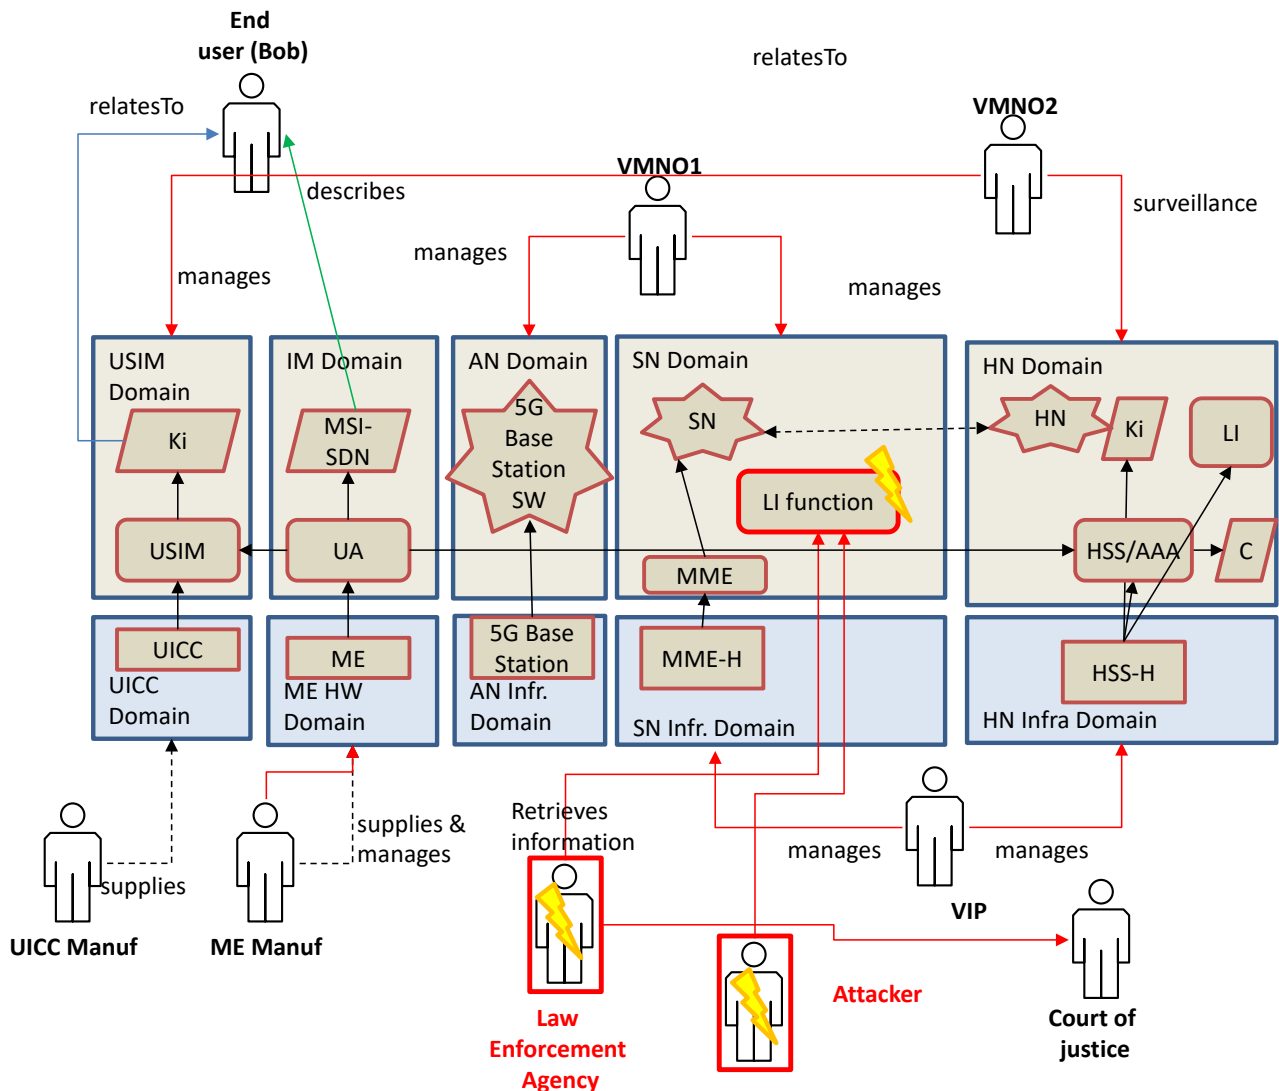 End
user (Bob)
relatesTo
relatesTo
VMNO2
VMNO1
describes
surveillance
manages
manages
manages
USIM
Domain
IM Domain
AN Domain
SN Domain
HN Domain
Ki
MSI-
SDN
5G
Base
Station
SW
SN
HN
Ki
LI
LI function
USIM
UA
MME
HSS/AAA
C
UICC
ME
5G Base
Station
MME-H
HSS-H
UICC
Domain
ME HW
Domain
AN Infr.
Domain
SN Infr. Domain
HN Infra Domain
supplies &
manages
Retrieves
information
manages
manages
supplies
VIP
UICC Manuf
ME Manuf
Law
Enforcement
Agency
Attacker
Court of
justice